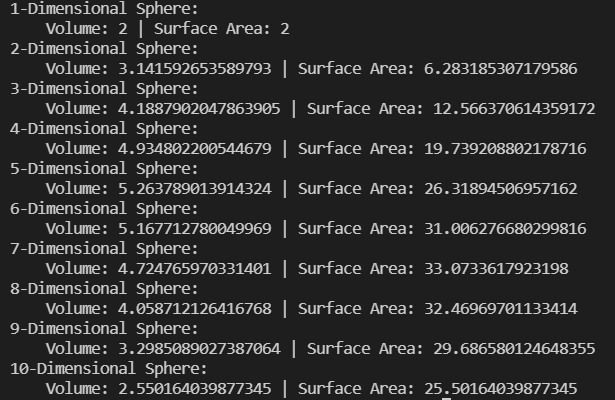 1-Dimensional Sphere:
Volume: 2 | Surface Area: 2
2-Dimensional Sphere:
Volume: 3.141592653589793 | Surface Area: 6.283185307179586
3-Dimensional Sphere:
Volume: 4.1887902047863905 | Surface Area: 12.566370614359172
4-Dimensional Sphere:
Volume: 4.934802200544679 | Surface Area: 19.739208802178716
5-Dimensional Sphere:
Volume: 5.263789013914324 | Surface Area: 26.31894506957162
6-Dimensional Sphere:
Volume: 5.167712780049969 | Surface Area: 31.006276680299816
7-Dimensional Sphere:
Volume: 4.724765970331401 | Surface Area: 33.0733617923198
8-Dimensional Sphere:
Volume: 4.058712126416768 | Surface Area: 32.46969701133414
9-Dimensional Sphere:
Volume: 3.2985089027387064 | Surface Area: 29.686580124648355
10-Dimensional Sphere:
Volume: 2.550164039877345 | Surface Area: 25.50164039877345